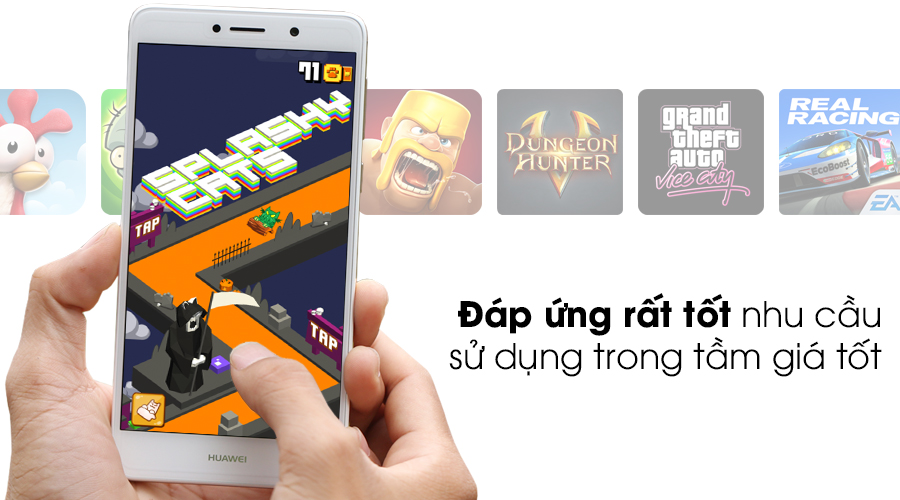 71
SPLASHY
CATS
TAP
TAP
HUAWEI
DUNGEON
HUNTER
V
grand
theft
auto
Vice City
REAL
RACING
EcoBoost
EA
Đáp ứng rất tốt nhu cầu
sử dụng trong tầm giá tốt